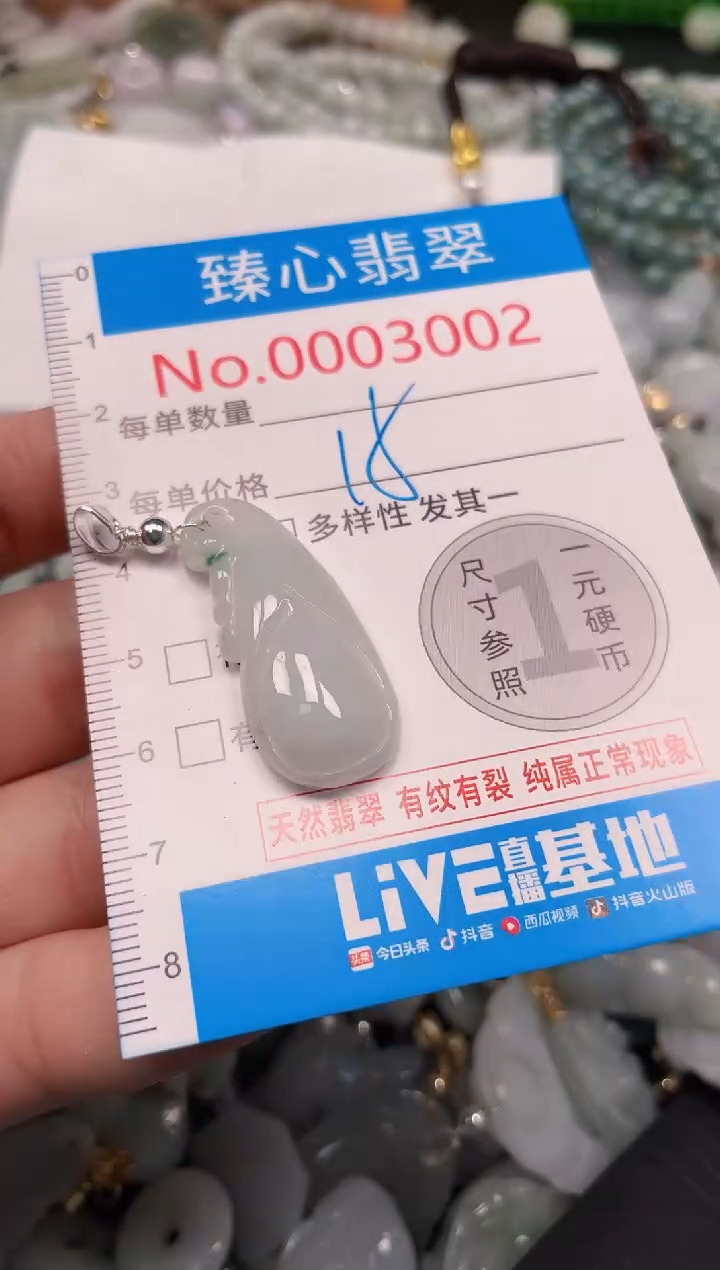 臻心翡翠
No.0003002
每单数量
每单价格
18
多样性 发其一
尺寸参照
1
一元硬币
有
天然翡翠 有纹有裂 纯属正常现象
LiVE直播基地
头条 今日头条 抖音 西瓜视频 抖音火山版
0
1
2
3
4
5
6
7
8